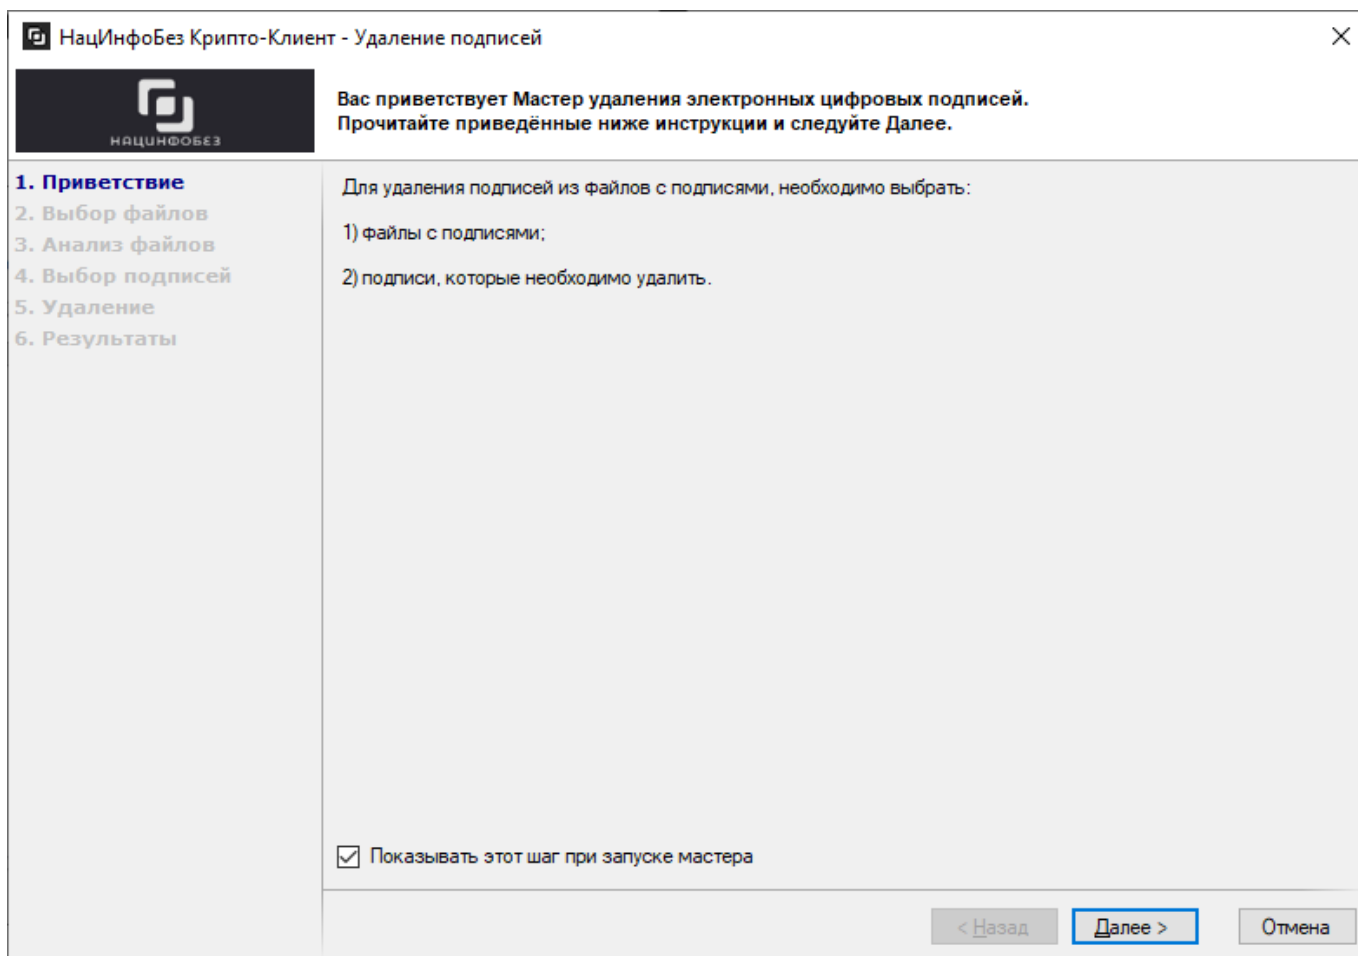 НацИнфоБез Крипто-Клиент - Удаление подписей
НАЦИНФОБЕЗ
Вас приветствует Мастер удаления электронных цифровых подписей.
Прочитайте приведённые ниже инструкции и следуйте Далее.
1. Приветствие
2. Выбор файлов
3. Анализ файлов
4. Выбор подписей
5. Удаление
6. Результаты
Для удаления подписей из файлов с подписями, необходимо выбрать:
1) файлы с подписями;
2) подписи, которые необходимо удалить.
Показывать этот шаг при запуске мастера
< Назад
Далее >
Отмена